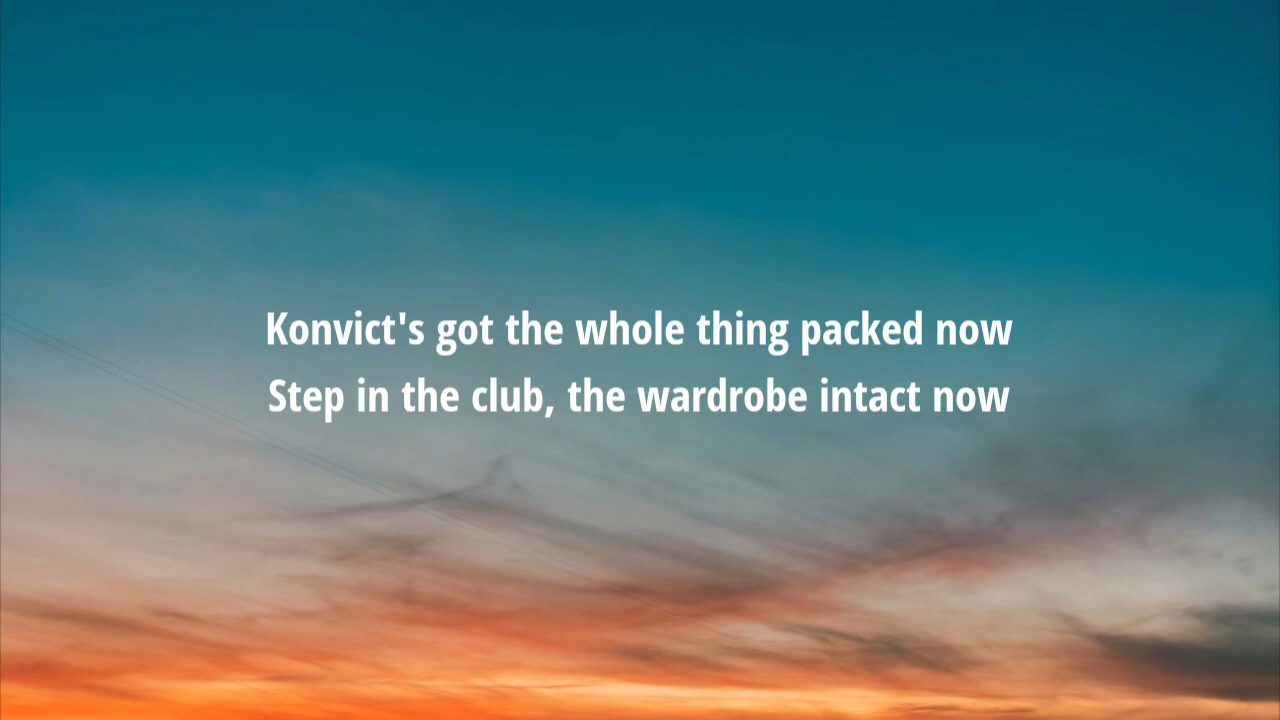 Konvict's got the whole thing packed now
Step in the club, the wardrobe intact now